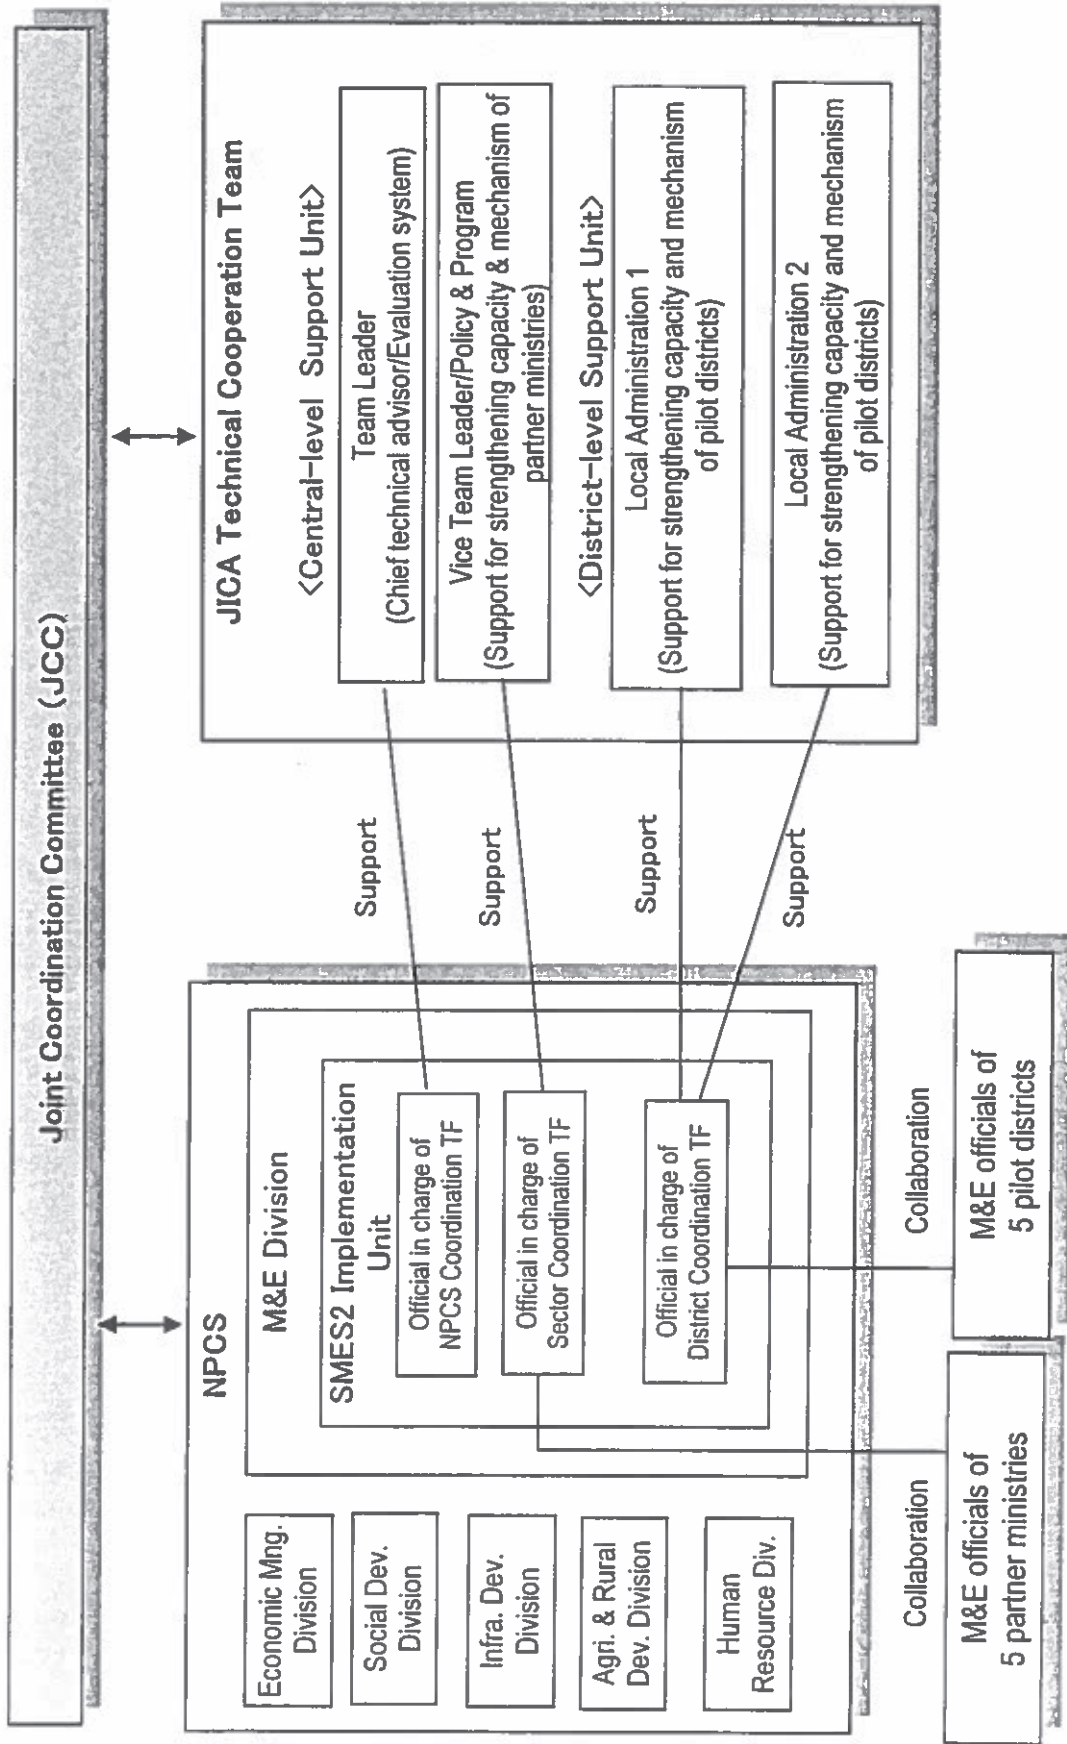 Joint Coordination Committee (JCC)
NPCS
Economic Mng.
Division
Social Dev.
Division
Infra. Dev.
Division
Agri. & Rural
Dev. Division
Human
Resource Div.
M&E Division
SMES2 Implementation
Unit
Official in charge of
NPCS Coordination TF
Official in charge of
Sector Coordination TF
Official in charge of
District Coordination TF
Support
Support
Support
Support
JICA Technical Cooperation Team
<Central-level Support Unit>
Team Leader
(Chief technical advisor/Evaluation system)
Vice Team Leader/Policy & Program
(Support for strengthening capacity & mechanism of
partner ministries)
<District-level Support Unit>
Local Administration 1
(Support for strengthening capacity and mechanism
of pilot districts)
Local Administration 2
(Support for strengthening capacity and mechanism
of pilot districts)
Collaboration
M&E officials of
5 partner ministries
Collaboration
M&E officials of
5 pilot districts